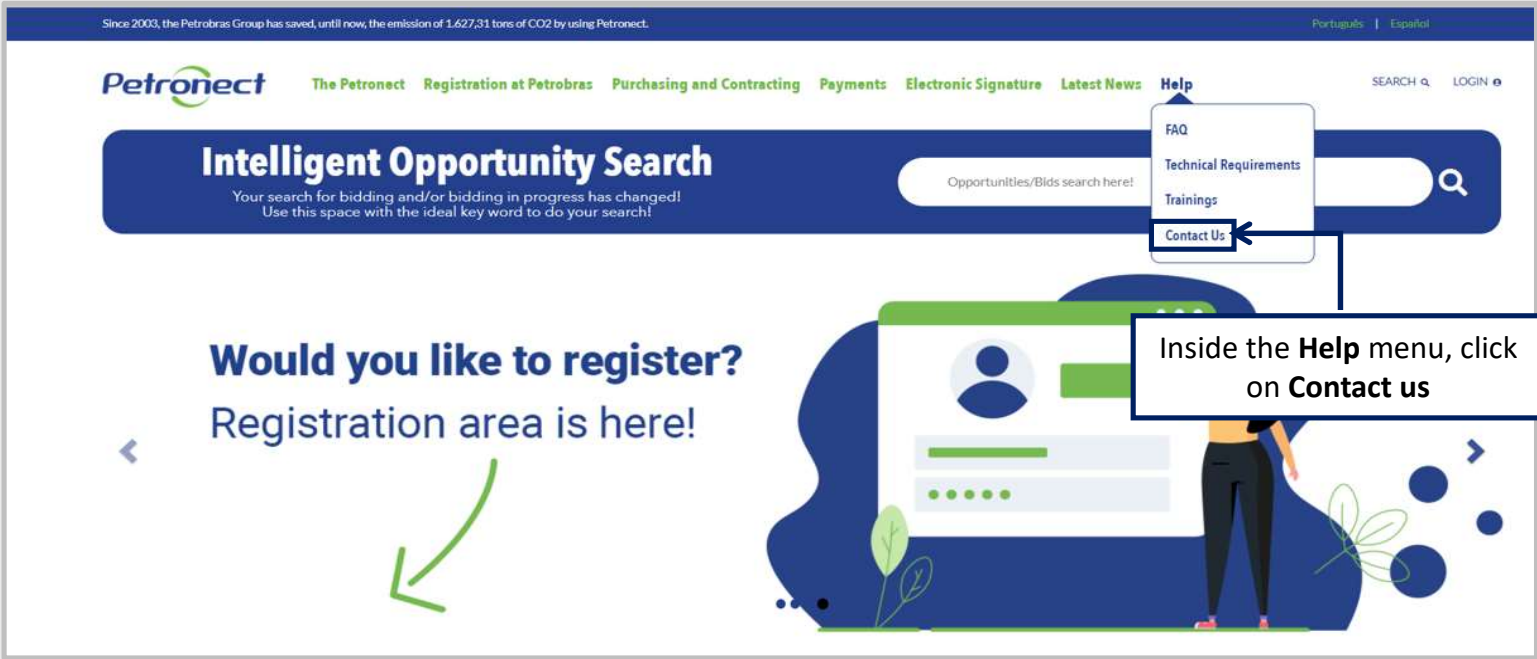 Since 2003, the Petrobras Group has saved, until now, the emission of 1.627,31 tons of CO2 by using Petronect.
Português | Español
Petronect
The Petronect Registration at Petrobras Purchasing and Contracting Payments Electronic Signature Latest News Help
SEARCH LOGIN
FAQ
Technical Requirements
Trainings
Contact Us
Intelligent Opportunity Search
Your search for bidding and/or bidding in progress has changed!
Use this space with the ideal key word to do your search!
Opportunities/Bids search here!
Inside the Help menu, click
on Contact us
Would you like to register?
Registration area is here!